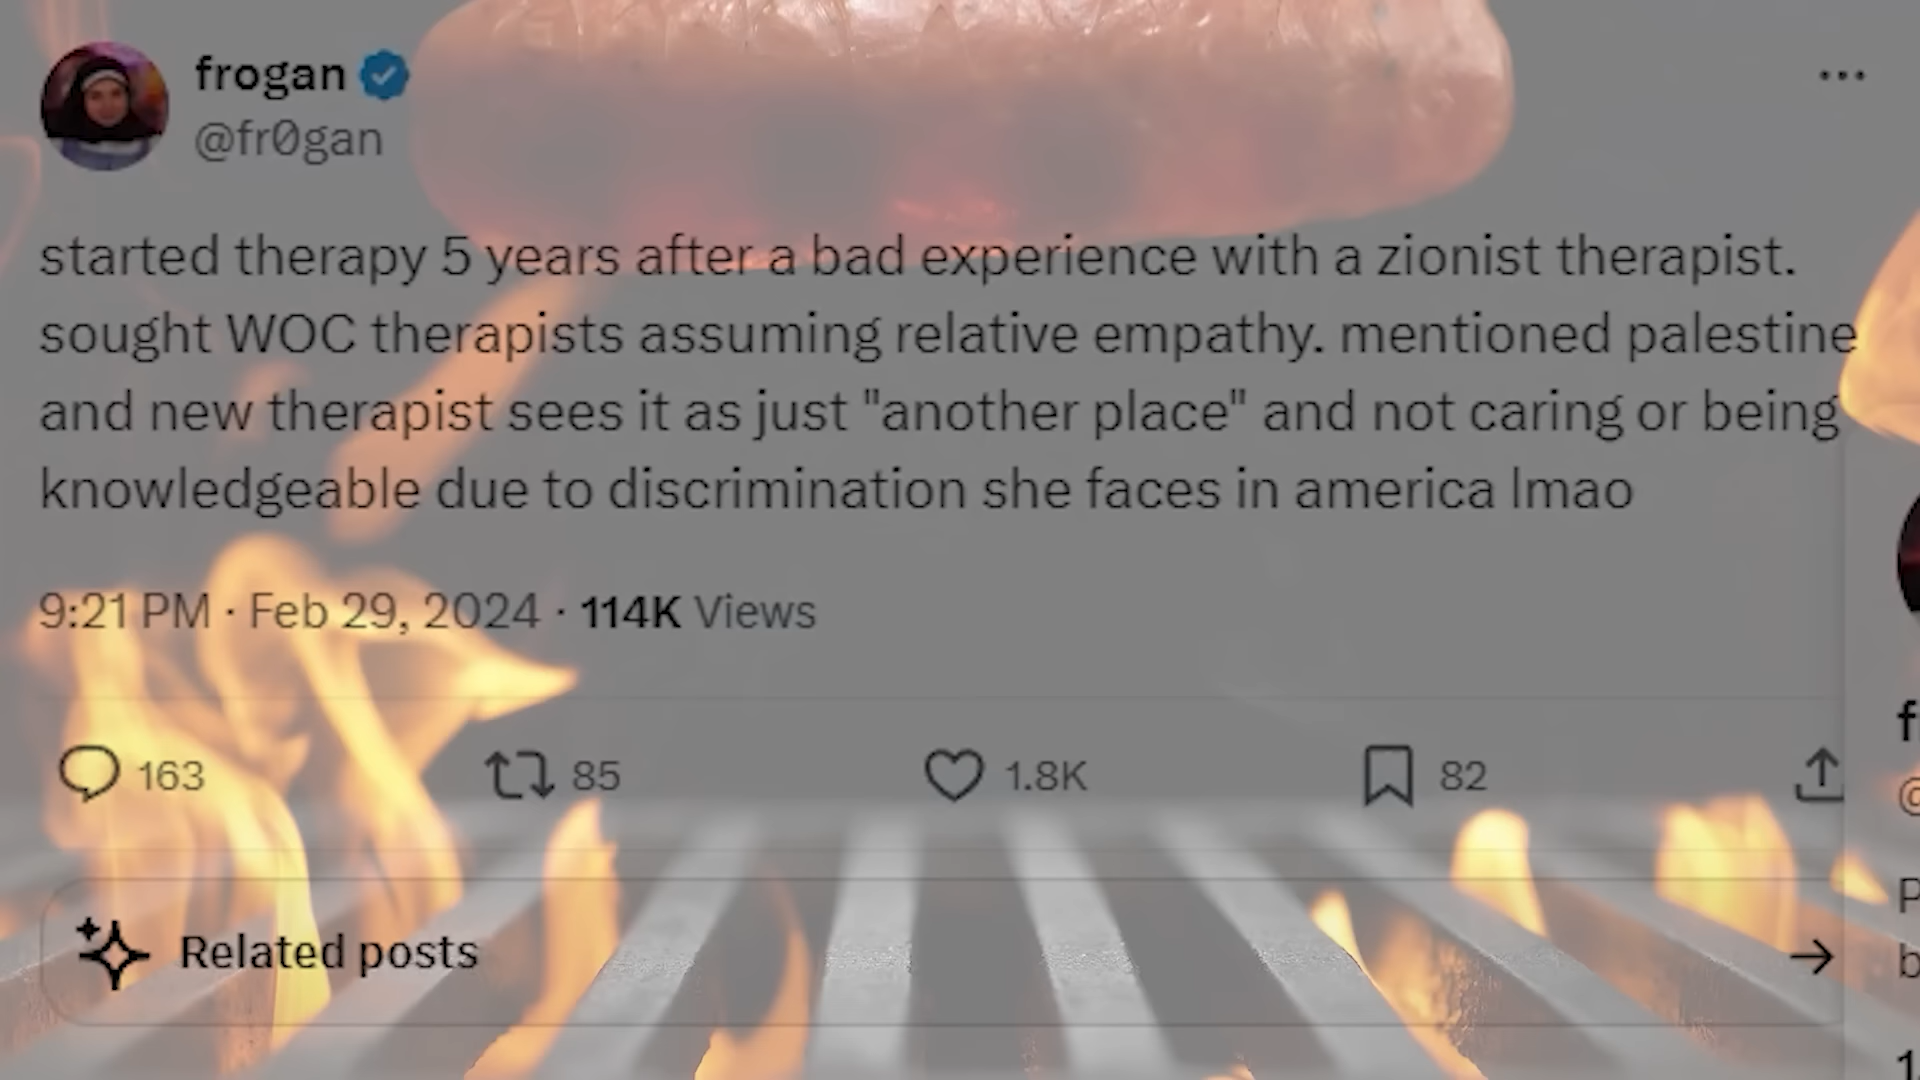 frogan
@fr0gan
started therapy 5 years after a bad experience with a zionist therapist.
sought WOC therapists assuming relative empathy. mentioned palestine
and new therapist sees it as just "another place" and not caring or being
knowledgeable due to discrimination she faces in america lmao
9:21 PM · Feb 29, 2024 · 114K Views
163 85 1.8K 82
Related posts